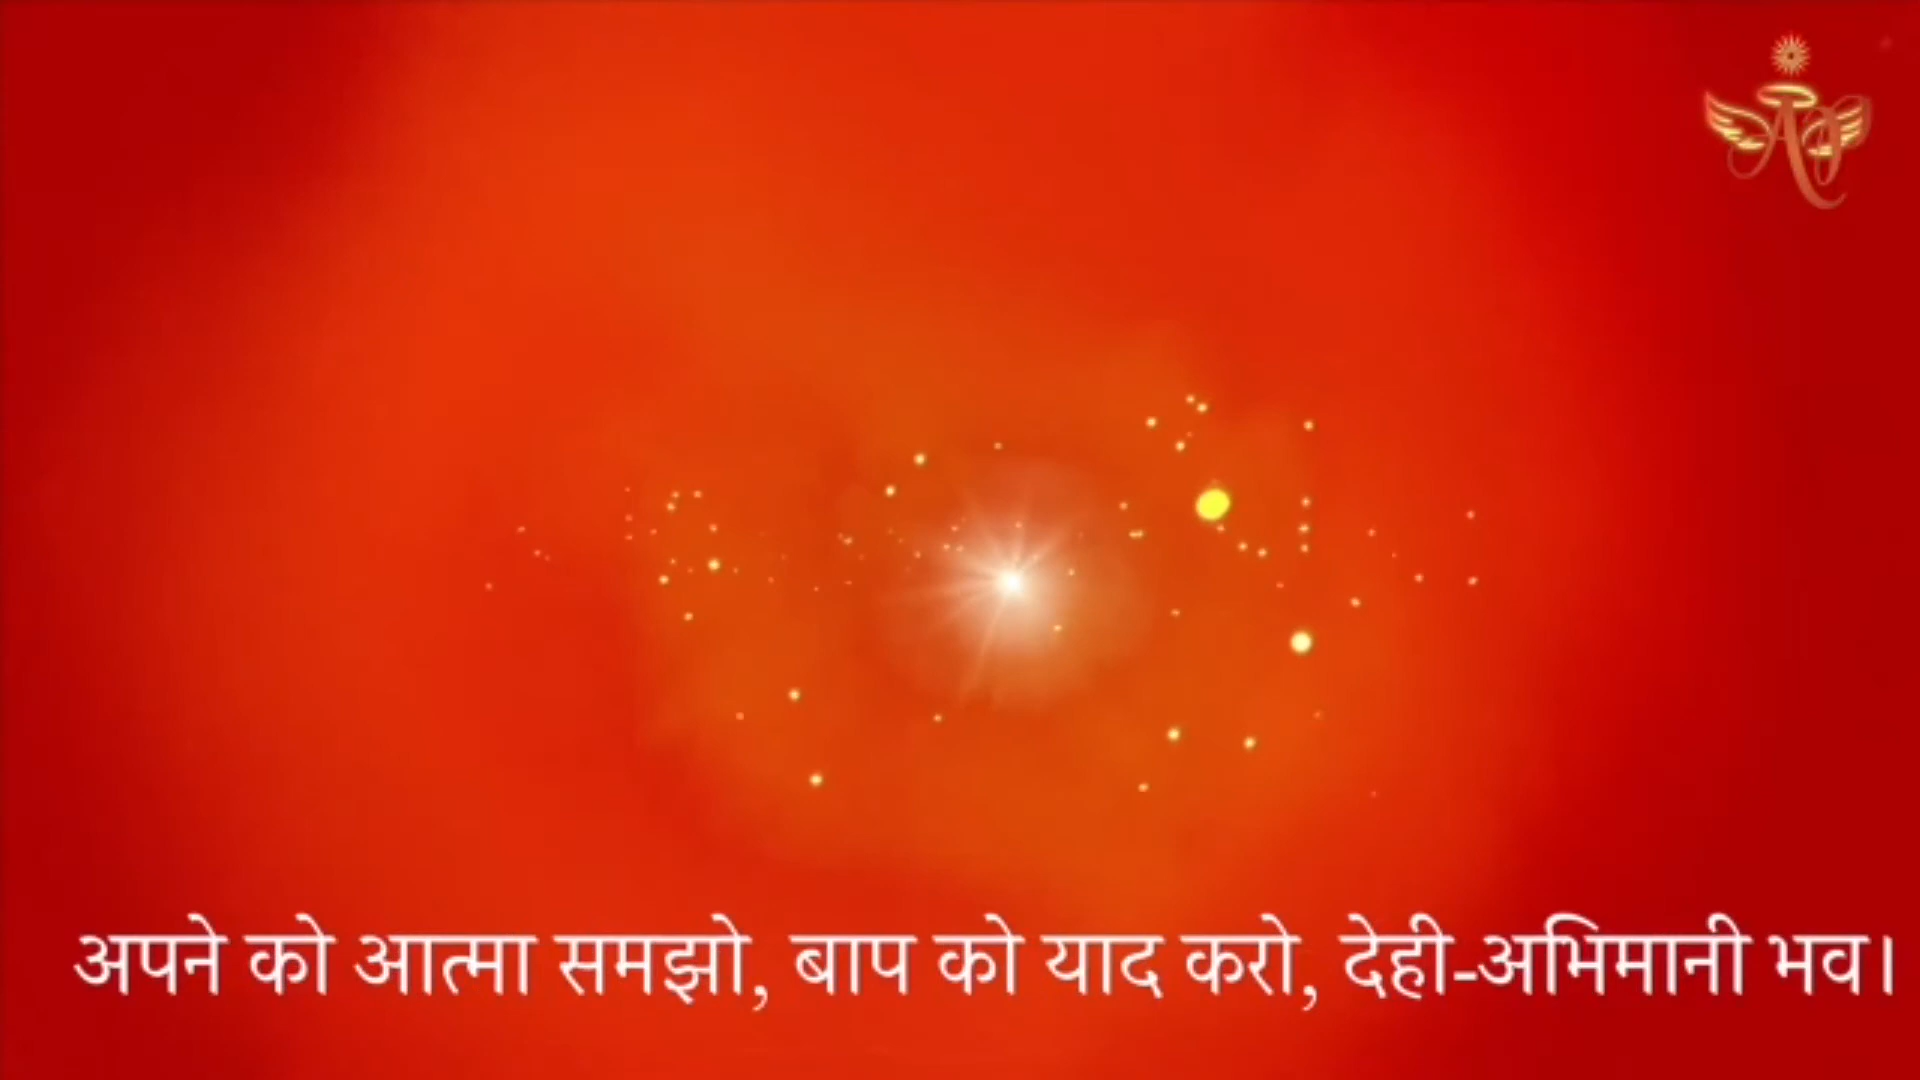 अपने को आत्मा समझो, बाप को याद करो, देही-अभिमानी भव।